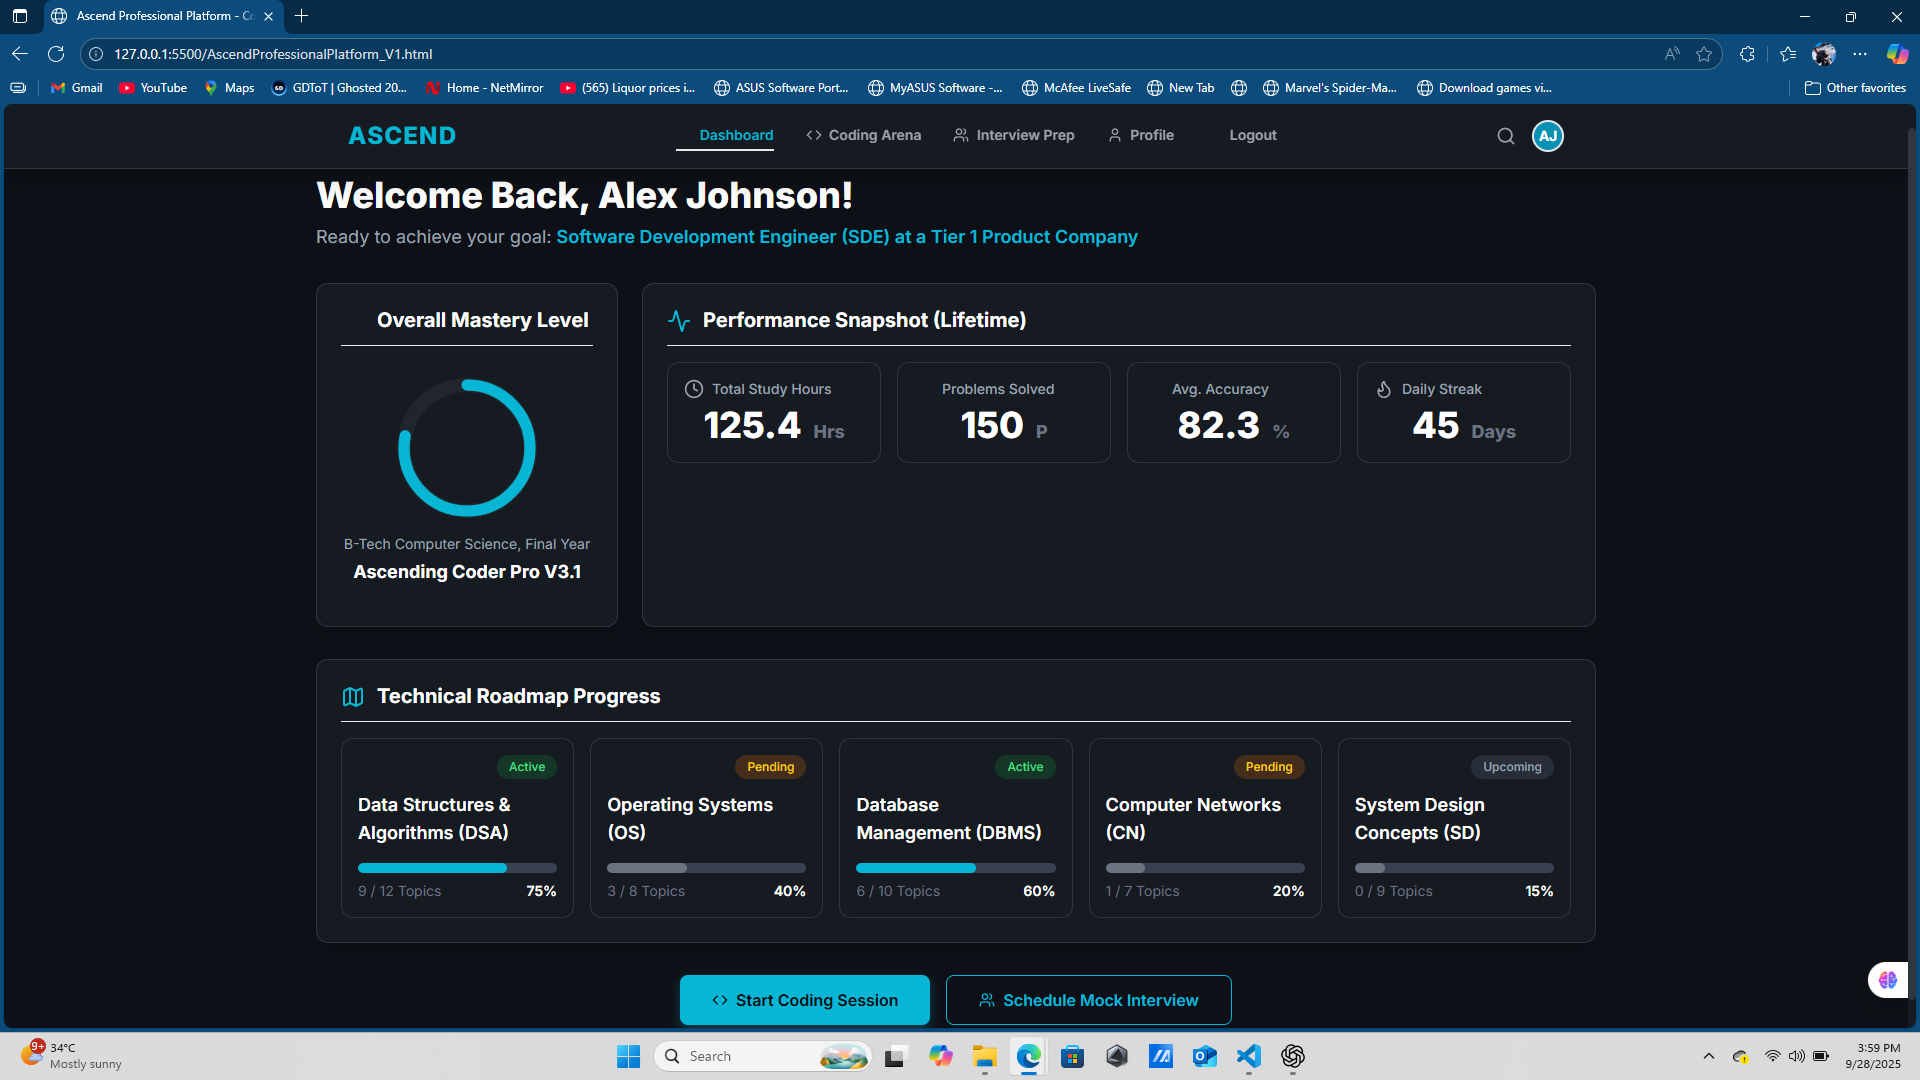 Ascend Professional Platform - Co
127.0.0.1:5500/AscendProfessionalPlatform_V1.html
Gmail YouTube Maps GDToT | Ghosted 20... Home - NetMirror (565) Liquor prices i... ASUS Software Port... MyASUS Software -... McAfee LiveSafe New Tab Marvel's Spider-Ma... Download games vi... Other favorites
ASCEND Dashboard Coding Arena Interview Prep Profile Logout AJ
Welcome Back, Alex Johnson!
Ready to achieve your goal: Software Development Engineer (SDE) at a Tier 1 Product Company
Overall Mastery Level
B-Tech Computer Science, Final Year
Ascending Coder Pro V3.1
Performance Snapshot (Lifetime)
Total Study Hours
125.4 Hrs
Problems Solved
150 P
Avg. Accuracy
82.3 %
Daily Streak
45 Days
Technical Roadmap Progress
Active
Data Structures &
Algorithms (DSA)
9 / 12 Topics 75%
Pending
Operating Systems
(OS)
3 / 8 Topics 40%
Active
Database
Management (DBMS)
6 / 10 Topics 60%
Pending
Computer Networks
(CN)
1 / 7 Topics 20%
Upcoming
System Design
Concepts (SD)
0 / 9 Topics 15%
Start Coding Session Schedule Mock Interview
9+
34°C
Mostly sunny
Search
3:59 PM
9/28/2025